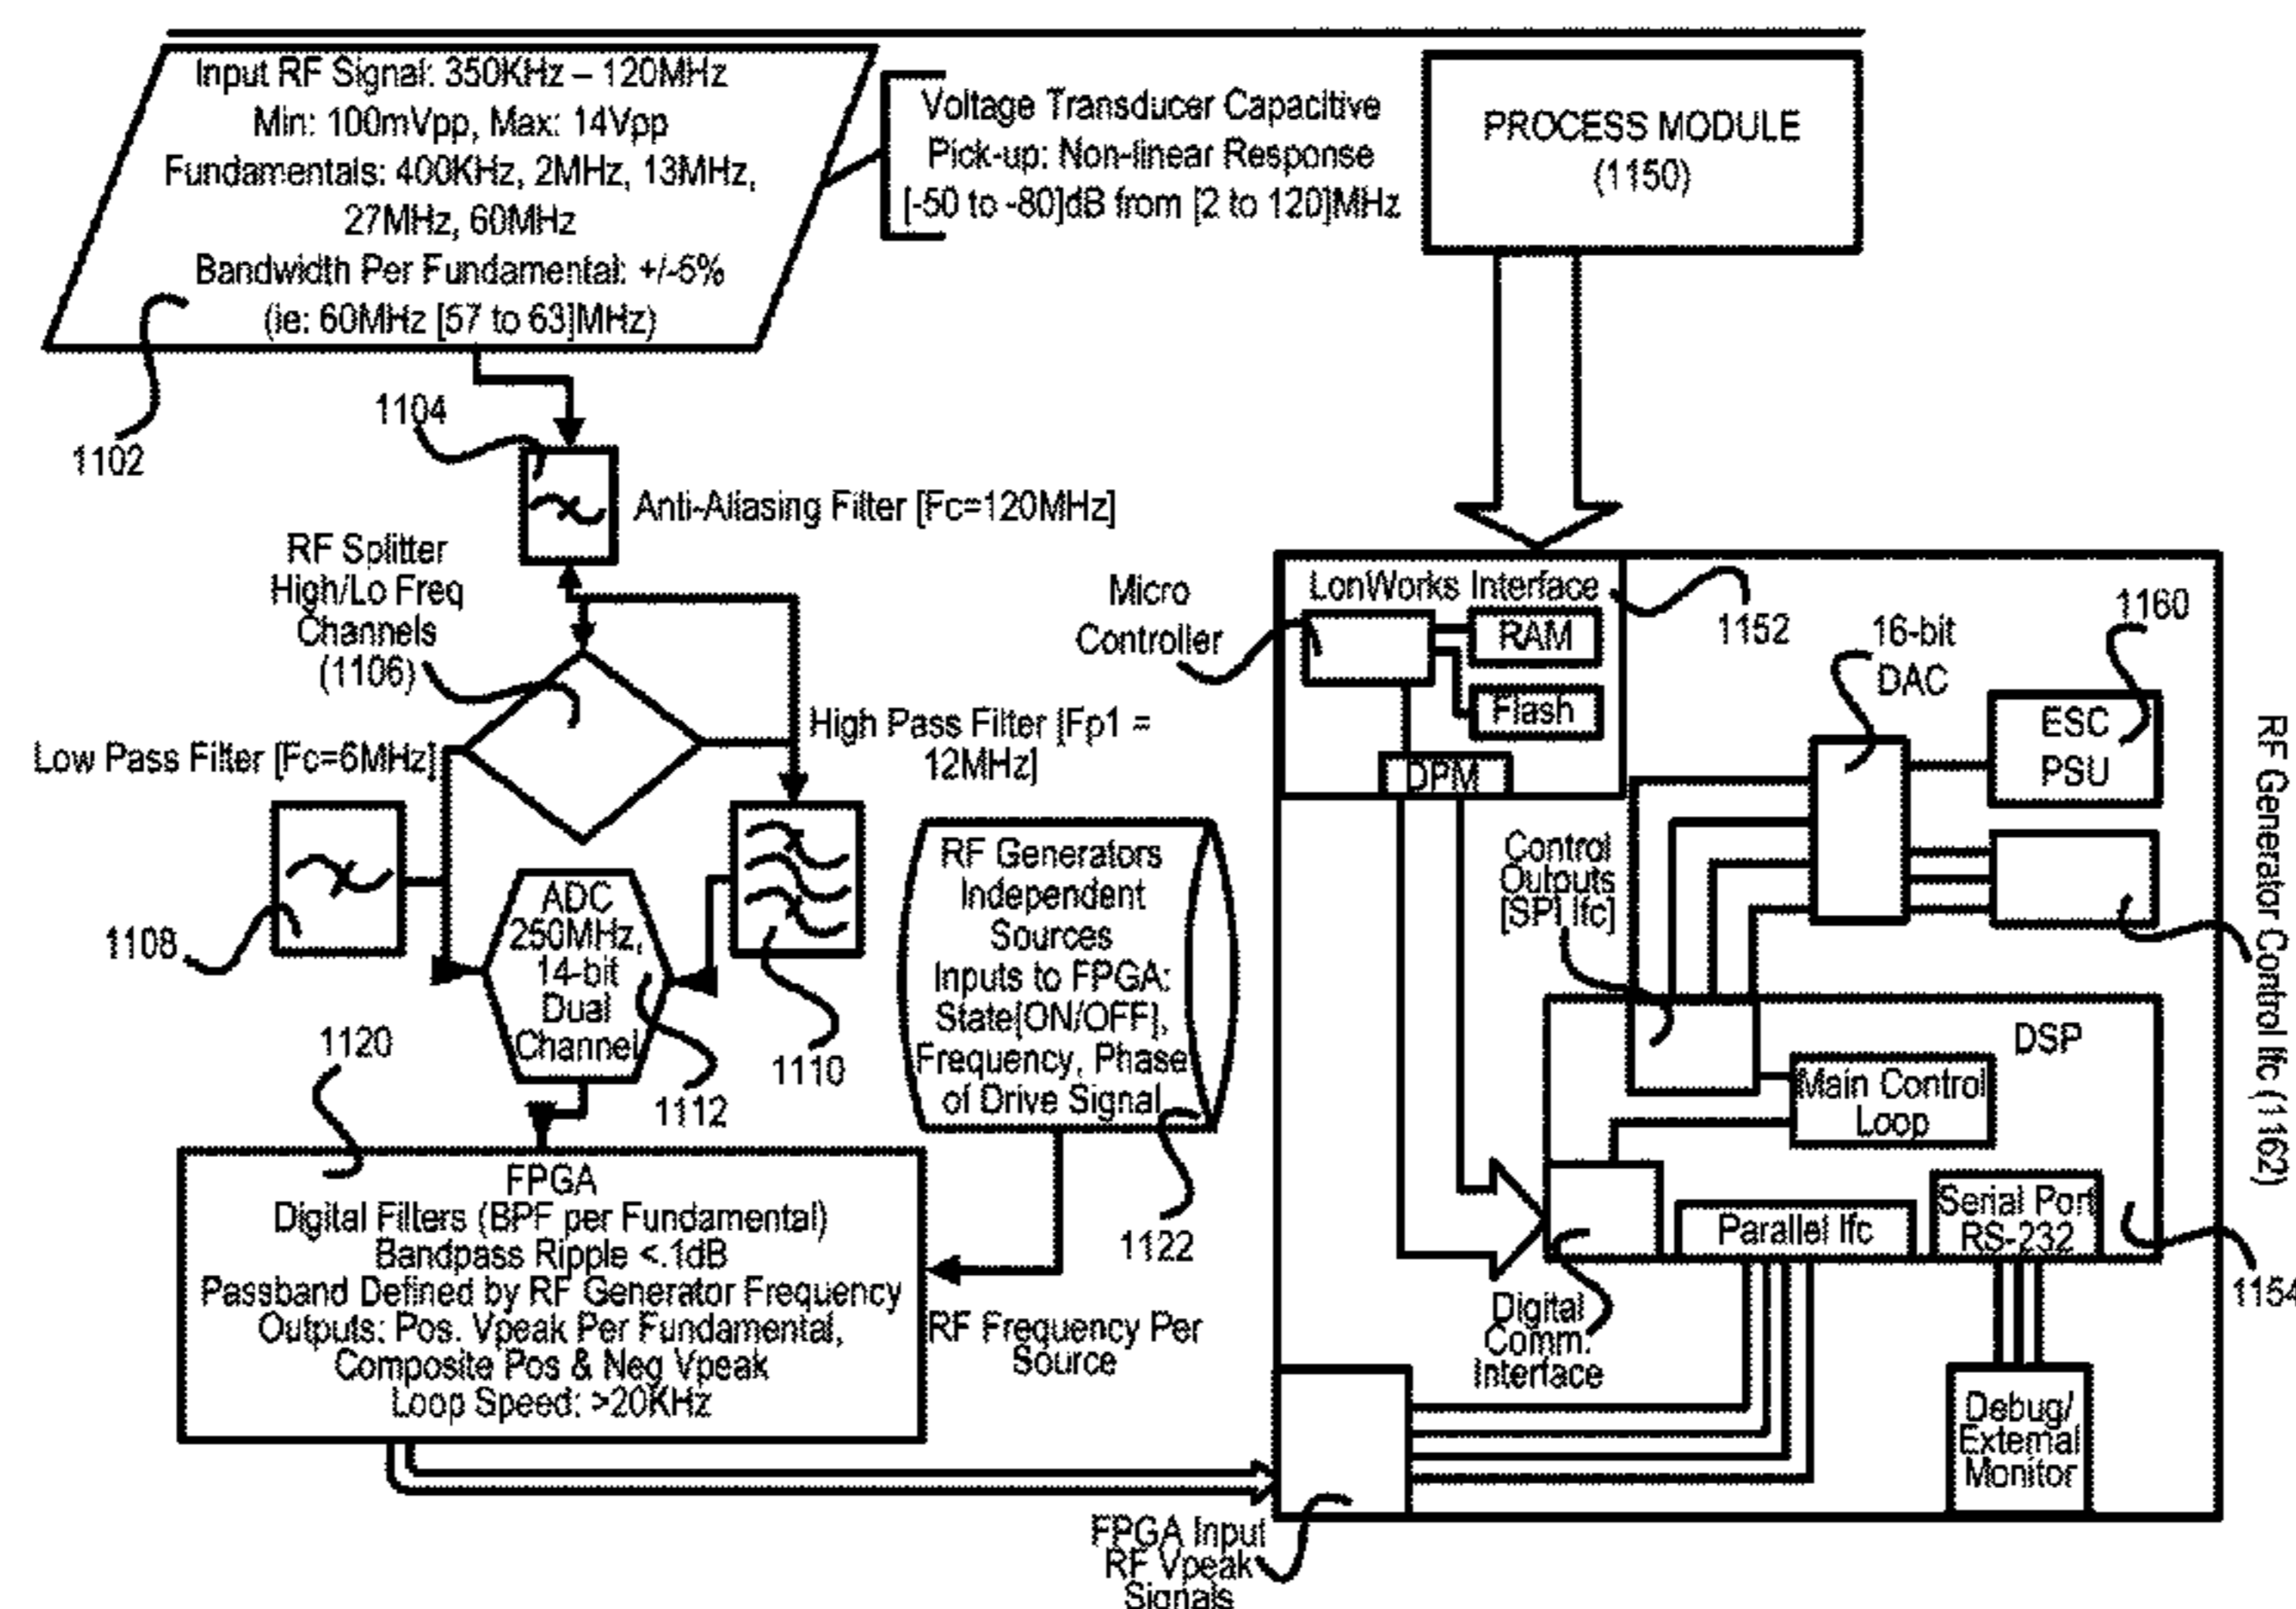 Input RF Signal: 350KHz – 120MHz
Min: 100mVpp, Max: 14Vpp
Fundamentals: 400KHz, 2MHz, 13MHz,
27MHz, 60MHz
Bandwidth Per Fundamental: +/-5%
(ie: 60MHz [57 to 63]MHz)
Voltage Transducer Capacitive
Pick-up: Non-linear Response
[-50 to -80]dB from [2 to 120]MHz
PROCESS MODULE
(1150)
1102
1104
Anti-Aliasing Filter [Fc=120MHz]
RF Splitter
High/Lo Freq
Channels
(1106)
Low Pass Filter [Fc=6MHz]
High Pass Filter [Fp1 =
12MHz]
1108
ADC
250MHz,
14-bit
Dual
Channel
1110
1112
1120
RF Generators
Independent
Sources
Inputs to FPGA:
State[ON/OFF],
Frequency, Phase
of Drive Signal
1122
FPGA
Digital Filters (BPF per Fundamental)
Bandpass Ripple <.1dB
Passband Defined by RF Generator Frequency
Outputs: Pos. Vpeak Per Fundamental,
Composite Pos & Neg Vpeak
Loop Speed: >20KHz
RF Frequency Per
Source
Micro
Controller
LonWorks Interface
RAM
Flash
DPM
1152
16-bit
DAC
1160
ESC
PSU
RF Generator Control Ifc (1162)
Control
Outputs
[SPI Ifc]
DSP
Main Control
Loop
Parallel Ifc
Serial Port
RS-232
1154
Digital
Comm.
Interface
Debug/
External
Monitor
FPGA Input
RF Vpeak
Signals